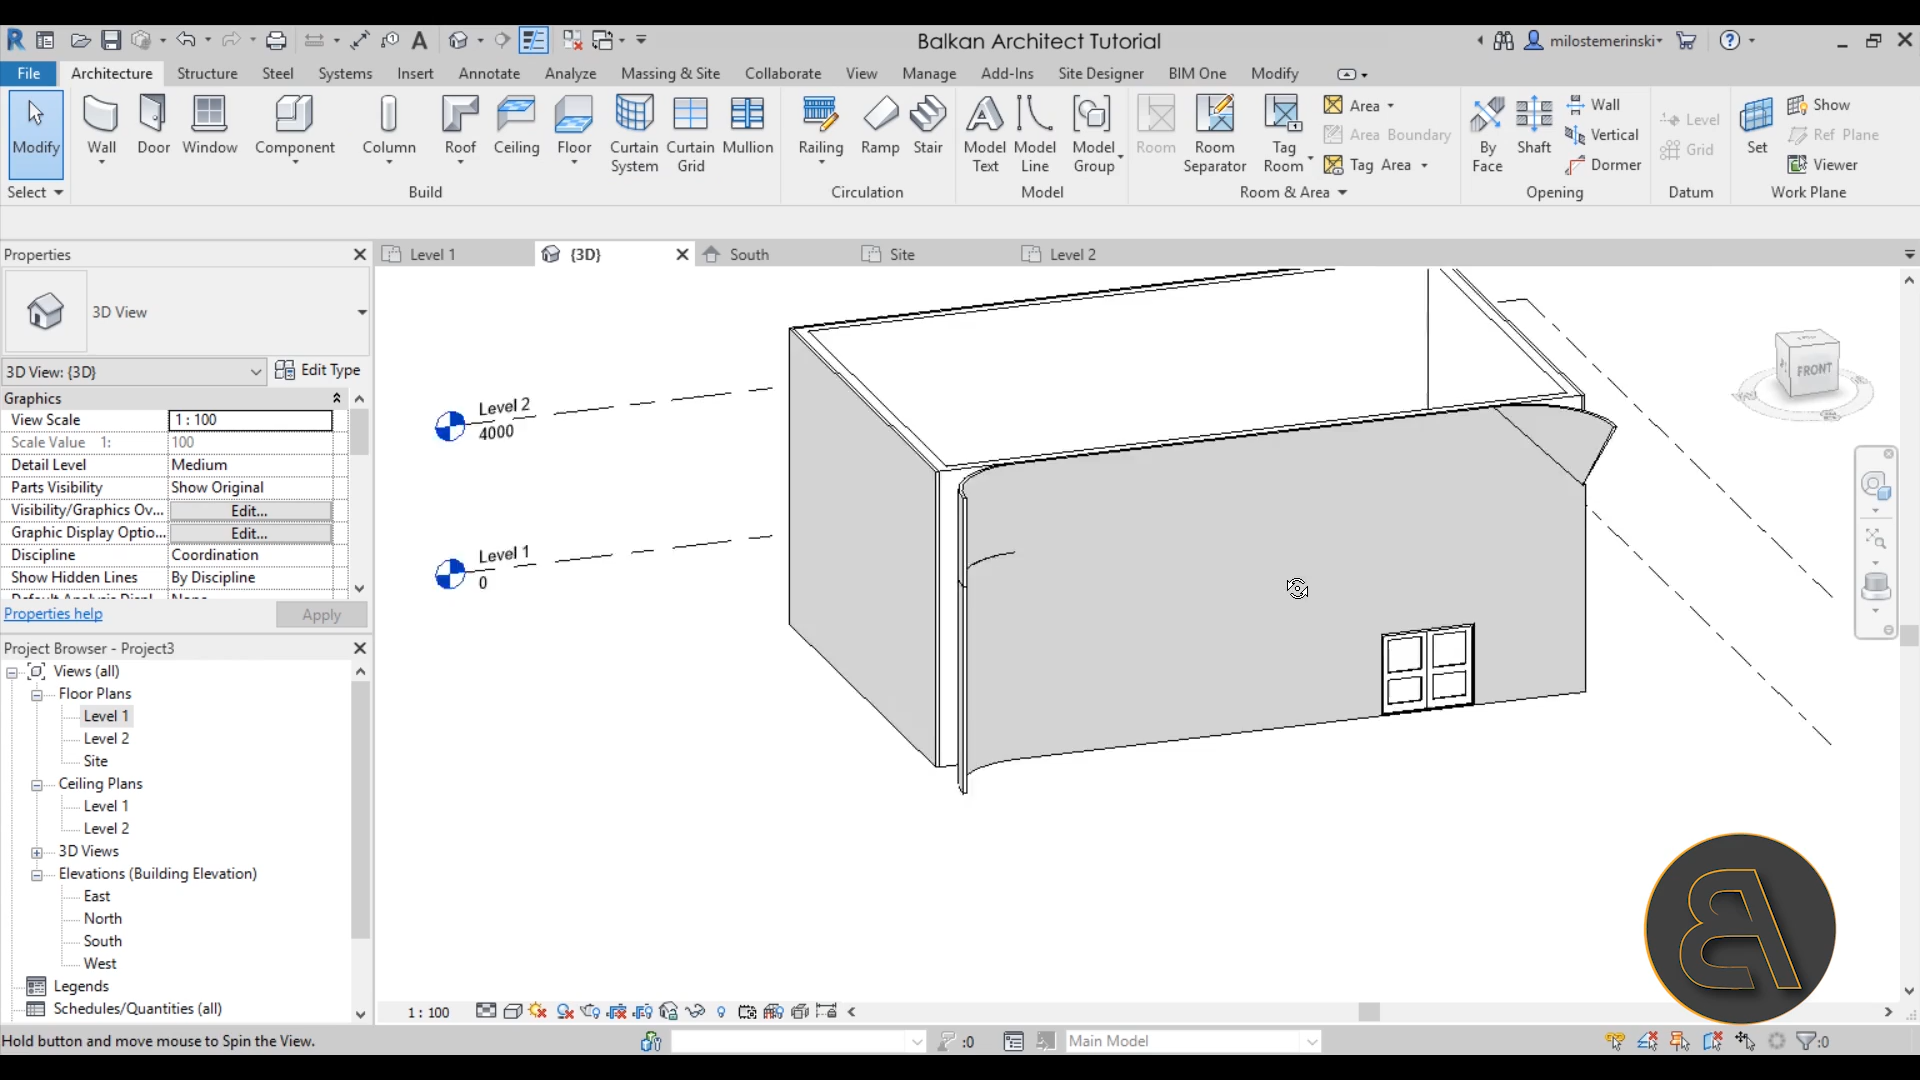 Balkan Architect Tutorial
milostemerinski
File Architecture Structure Steel Systems Insert Annotate Analyze Massing & Site Collaborate View Manage Add-Ins Site Designer BIM One Modify
Modify Wall Door Window Component Column Roof Ceiling Floor Curtain System Curtain Grid Mullion Railing Ramp Stair Model Text Model Line Model Group Room Room Separator Tag Room
Area
Area Boundary
Tag Area
By Face Shaft
Wall
Vertical
Dormer
Level
Grid
Set
Show
Ref Plane
Viewer
Select Build Circulation Model Room & Area Opening Datum Work Plane
Properties
Level 1 {3D} South Site Level 2
3D View
3D View: {3D} Edit Type
Graphics
View Scale 1 : 100
Scale Value 1: 100
Detail Level Medium
Parts Visibility Show Original
Visibility/Graphics Ov... Edit...
Graphic Display Optio... Edit...
Discipline Coordination
Show Hidden Lines By Discipline
Properties help Apply
Project Browser - Project3
Views (all)
Floor Plans
Level 1
Level 2
Site
Ceiling Plans
Level 1
Level 2
3D Views
Elevations (Building Elevation)
East
North
South
West
Legends
Schedules/Quantities (all)
Level 2
4000
Level 1
0
FRONT
1 : 100
Hold button and move mouse to Spin the View.
:0
Main Model
:0